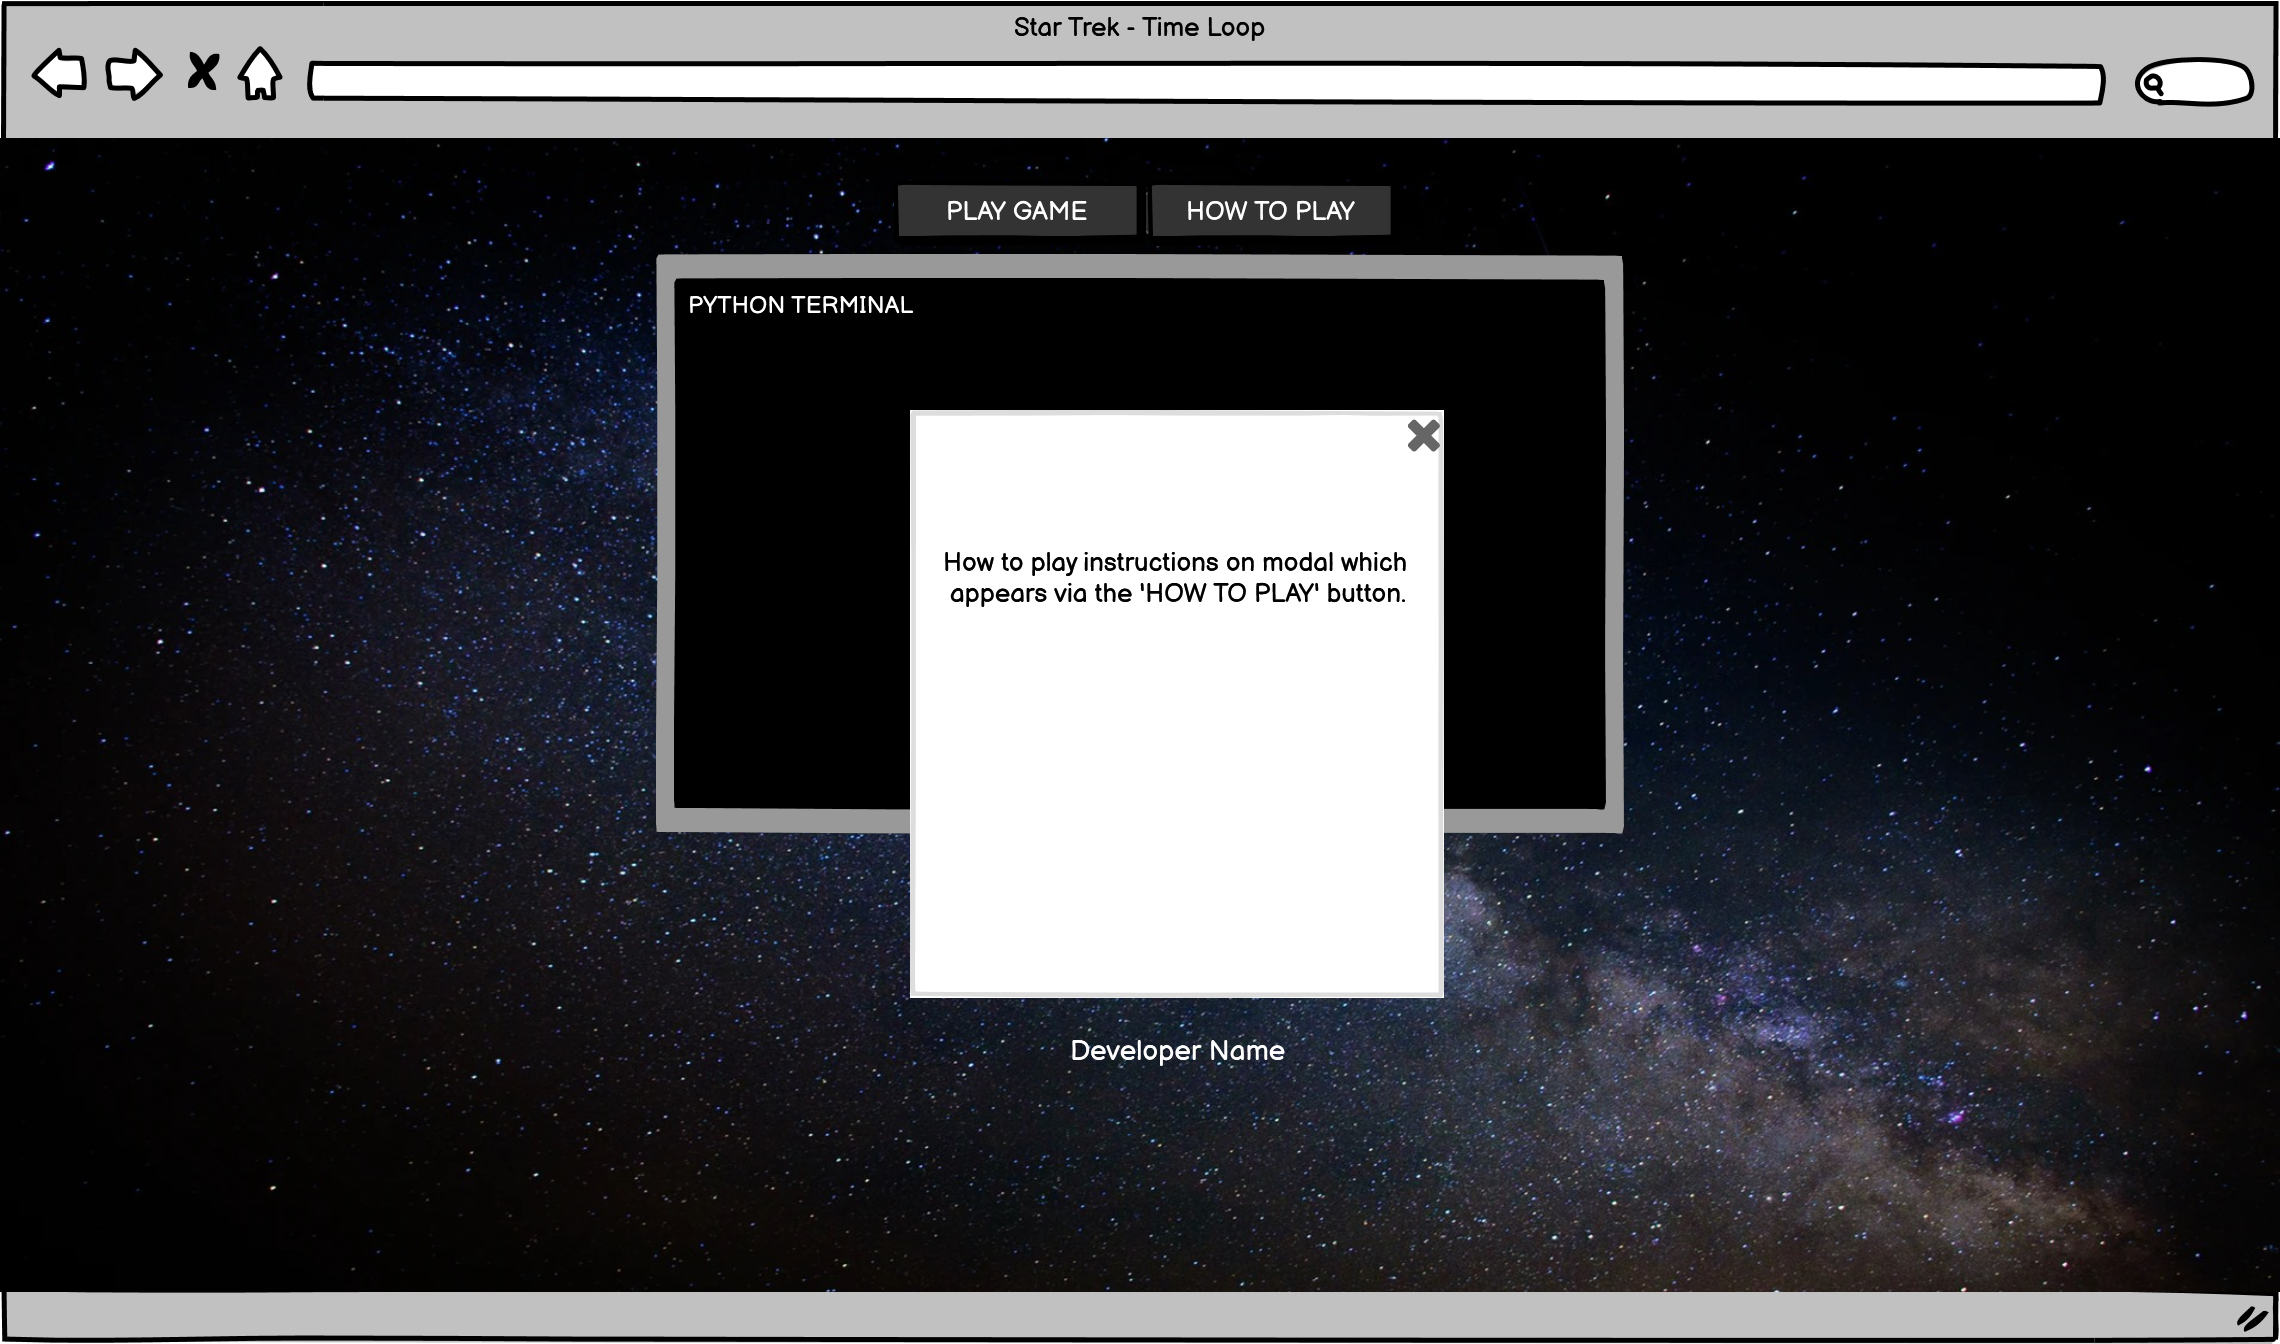 Star Trek - Time Loop
PLAY GAME
HOW TO PLAY
PYTHON TERMINAL
How to play instructions on modal which
appears via the 'HOW TO PLAY' button.
Developer Name